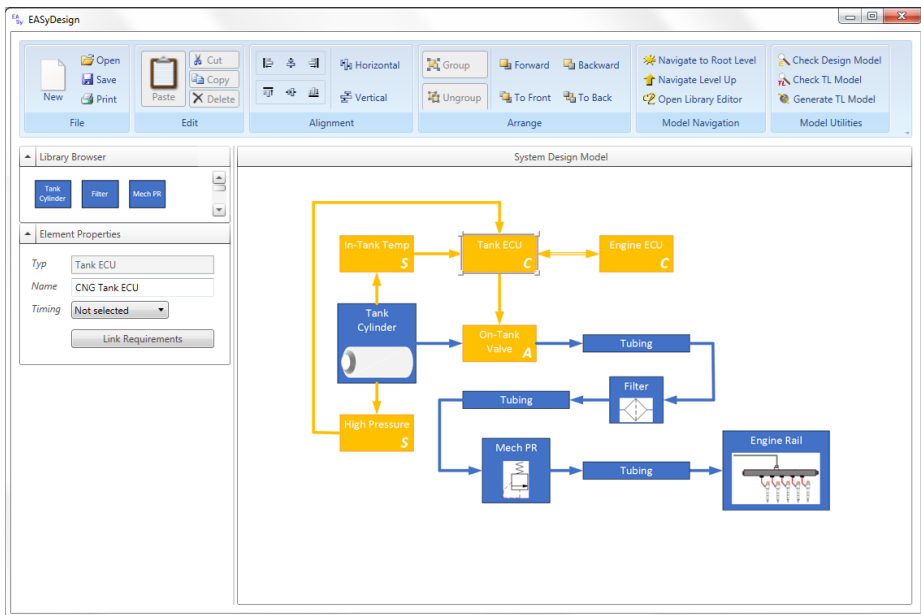 EA Sy EASyDesign
New
Open
Save
Print
File
Paste
Cut
Copy
Delete
Edit
Horizontal
Vertical
Alignment
Group
Ungroup
Forward
Backward
To Front
To Back
Arrange
Navigate to Root Level
Navigate Level Up
Open Library Editor
Model Navigation
Check Design Model
Check TL Model
Generate TL Model
Model Utilities
Library Browser
Tank
Cylinder
Filter
Mech PR
Element Properties
Typ
Tank ECU
Name
CNG Tank ECU
Timing
Not selected
Link Requirements
System Design Model
In-Tank Temp
S
Tank ECU
C
Engine ECU
C
Tank
Cylinder
On-Tank
Valve
A
Tubing
Filter
Tubing
High Pressure
S
Mech PR
Tubing
Engine Rail